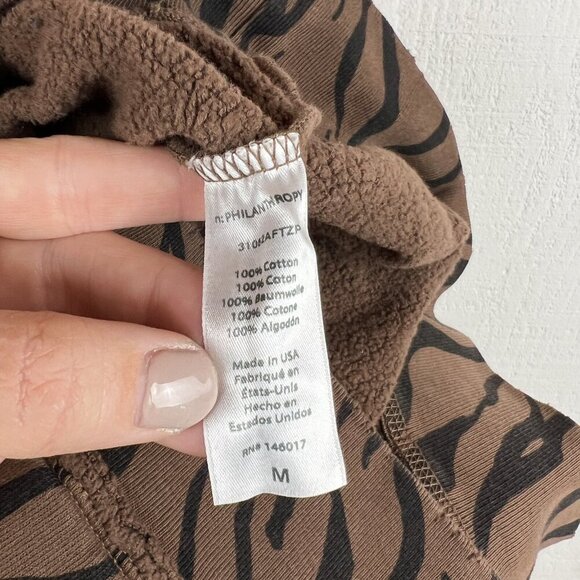 n:PHILANTHROPY
100% Cotton
100% Coton
100% Baumwolle
100% Cotone
100% Algodón
Made in USA
Fabriqué en
États-Unis
Hecho en
Estados Unidos
RN# 146017
M